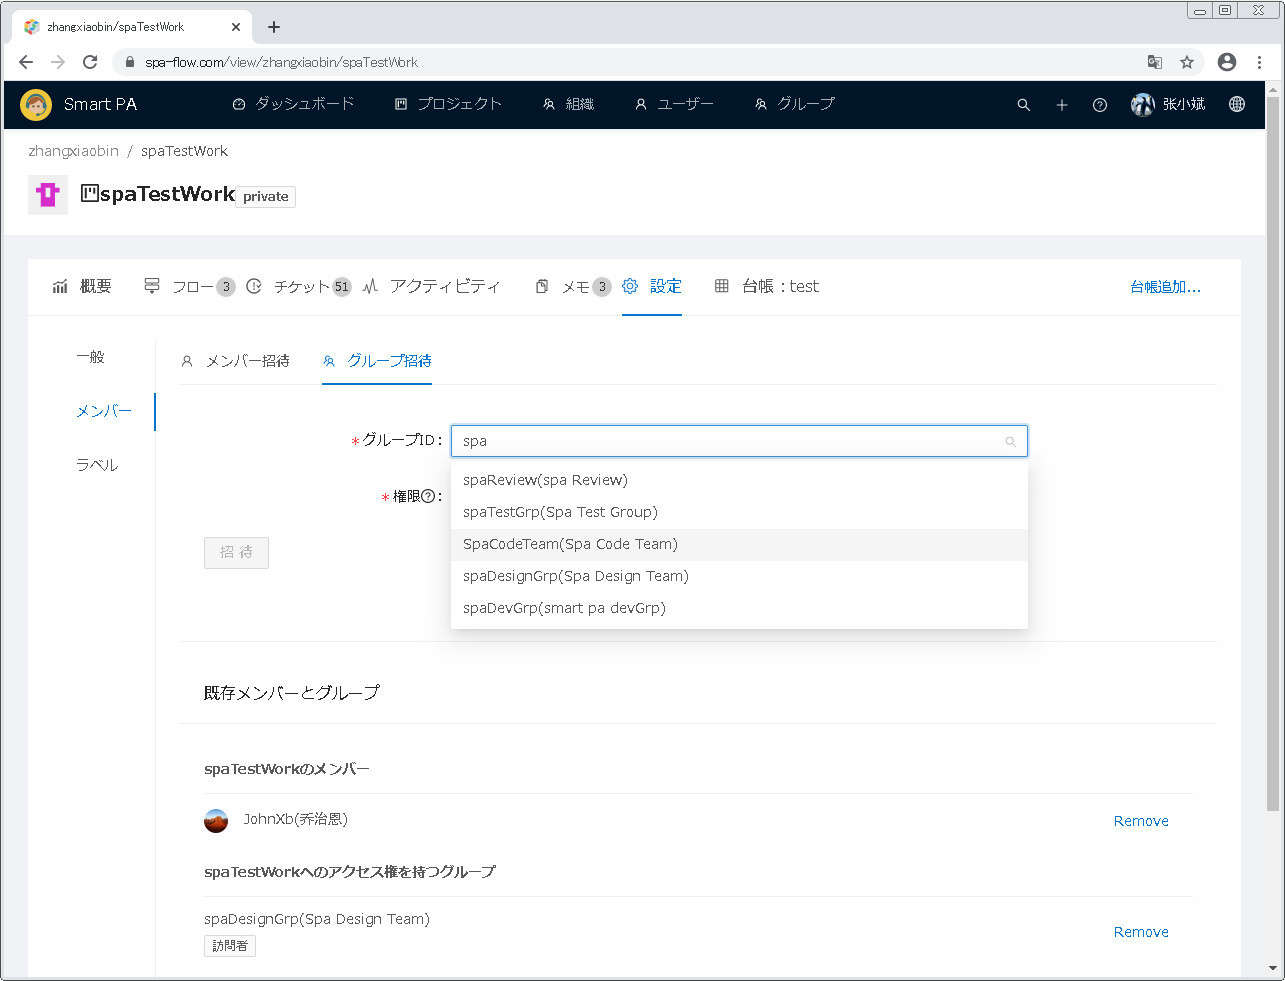 zhangxiaobin/spaTestWork
spa-flow.com/view/zhangxiaobin/spaTestWork
Smart PA ダッシュボード プロジェクト 組織 ユーザー グループ 张小斌
zhangxiaobin / spaTestWork
spaTestWork private
概要 フロー 3 チケット 51 アクティビティ メモ 3 設定 台帳：test 台帳追加...
一般
メンバー
ラベル
メンバー招待 グループ招待
* グループID: spa
* 権限?:
spaReview(spa Review)
spaTestGrp(Spa Test Group)
SpaCodeTeam(Spa Code Team)
spaDesignGrp(Spa Design Team)
spaDevGrp(smart pa devGrp)
招 待
既存メンバーとグループ
spaTestWorkのメンバー
JohnXb(乔治恩) Remove
spaTestWorkへのアクセス権を持つグループ
spaDesignGrp(Spa Design Team)
訪問者 Remove